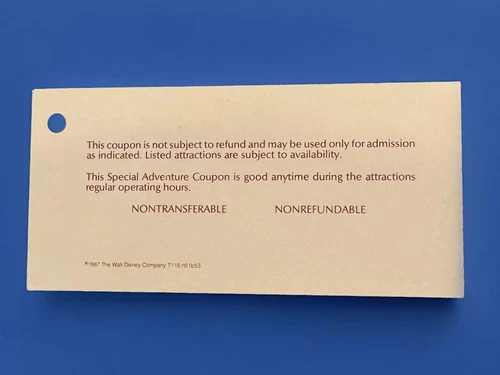 This coupon is not subject to refund and may be used only for admission
as indicated. Listed attractions are subject to availability.
This Special Adventure Coupon is good anytime during the attractions
regular operating hours.
NONTRANSFERABLE NONREFUNDABLE
©1987 The Walt Disney Company T115 n51b53